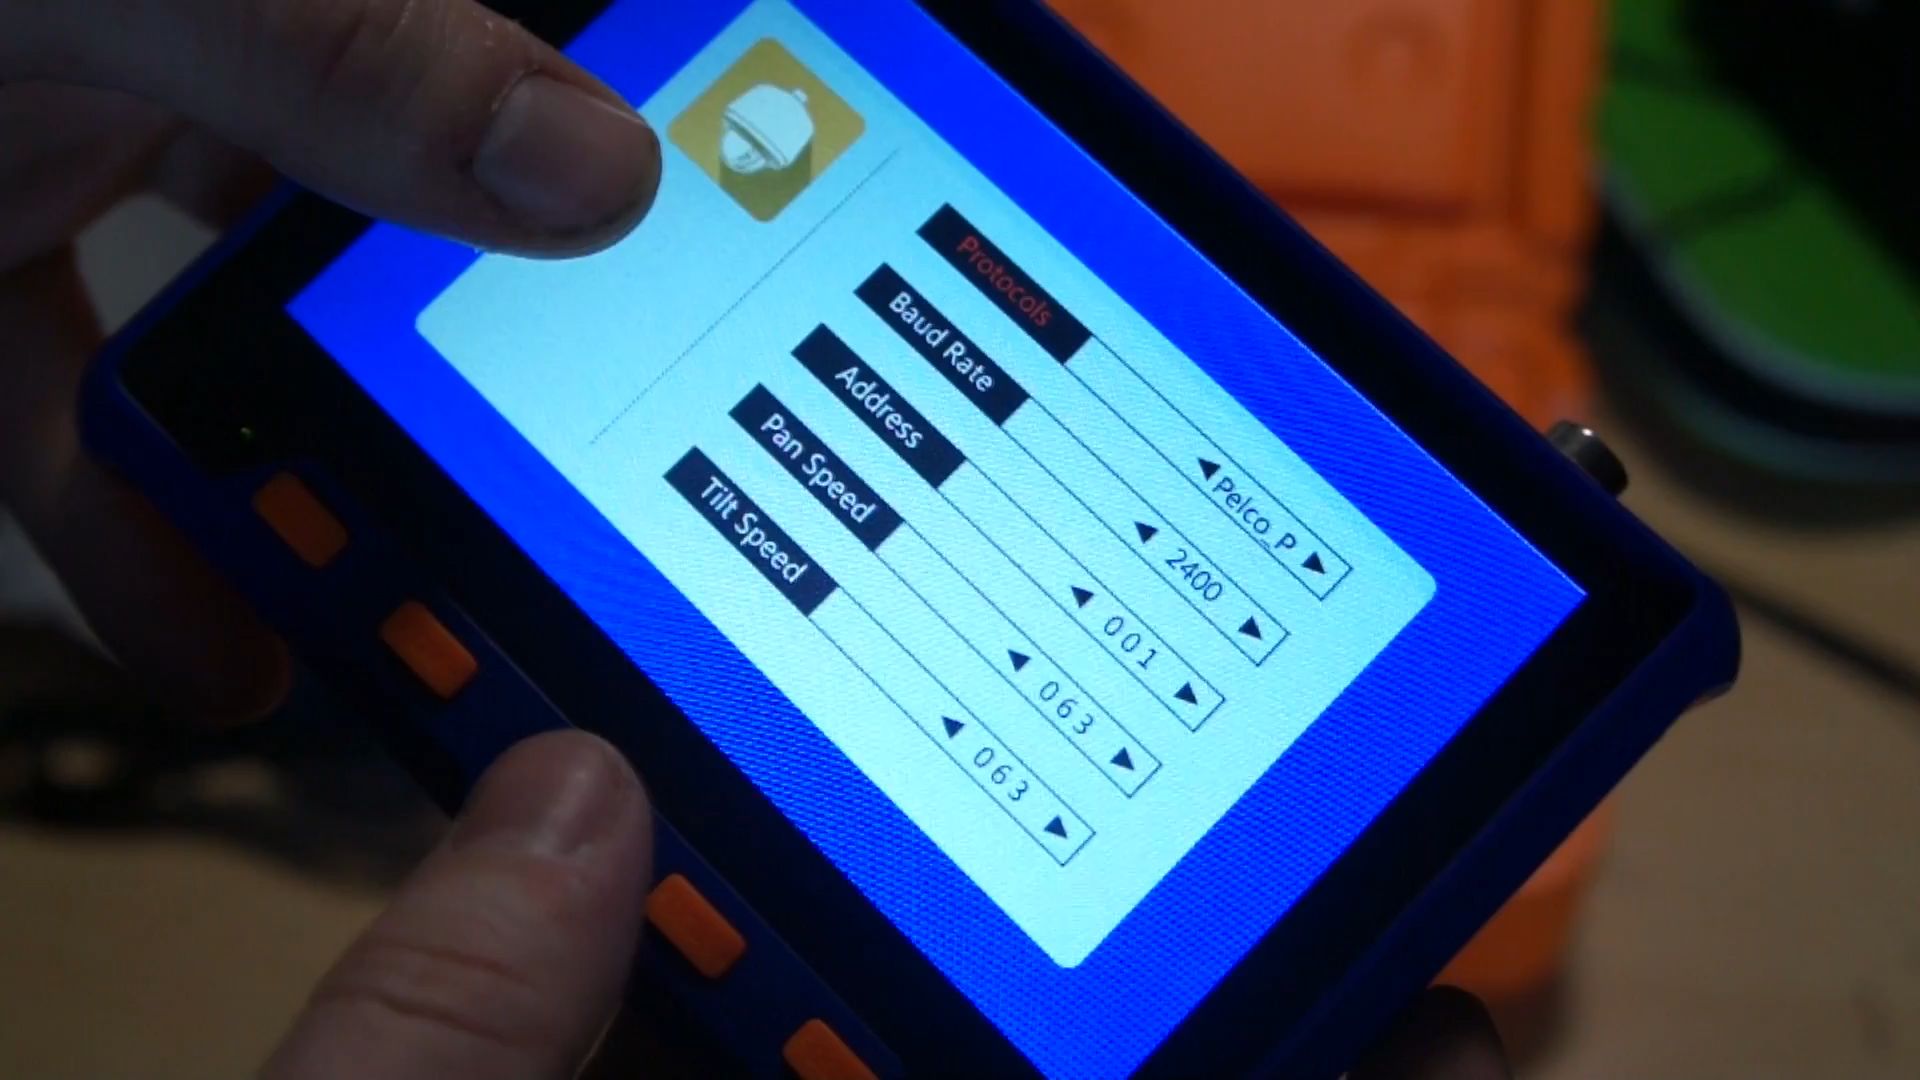 Protocols ◀ Pelco_P ▶
Baud Rate ◀ 2400 ▶
Address ◀ 001 ▶
Pan Speed ◀ 063 ▶
Tilt Speed ◀ 063 ▶